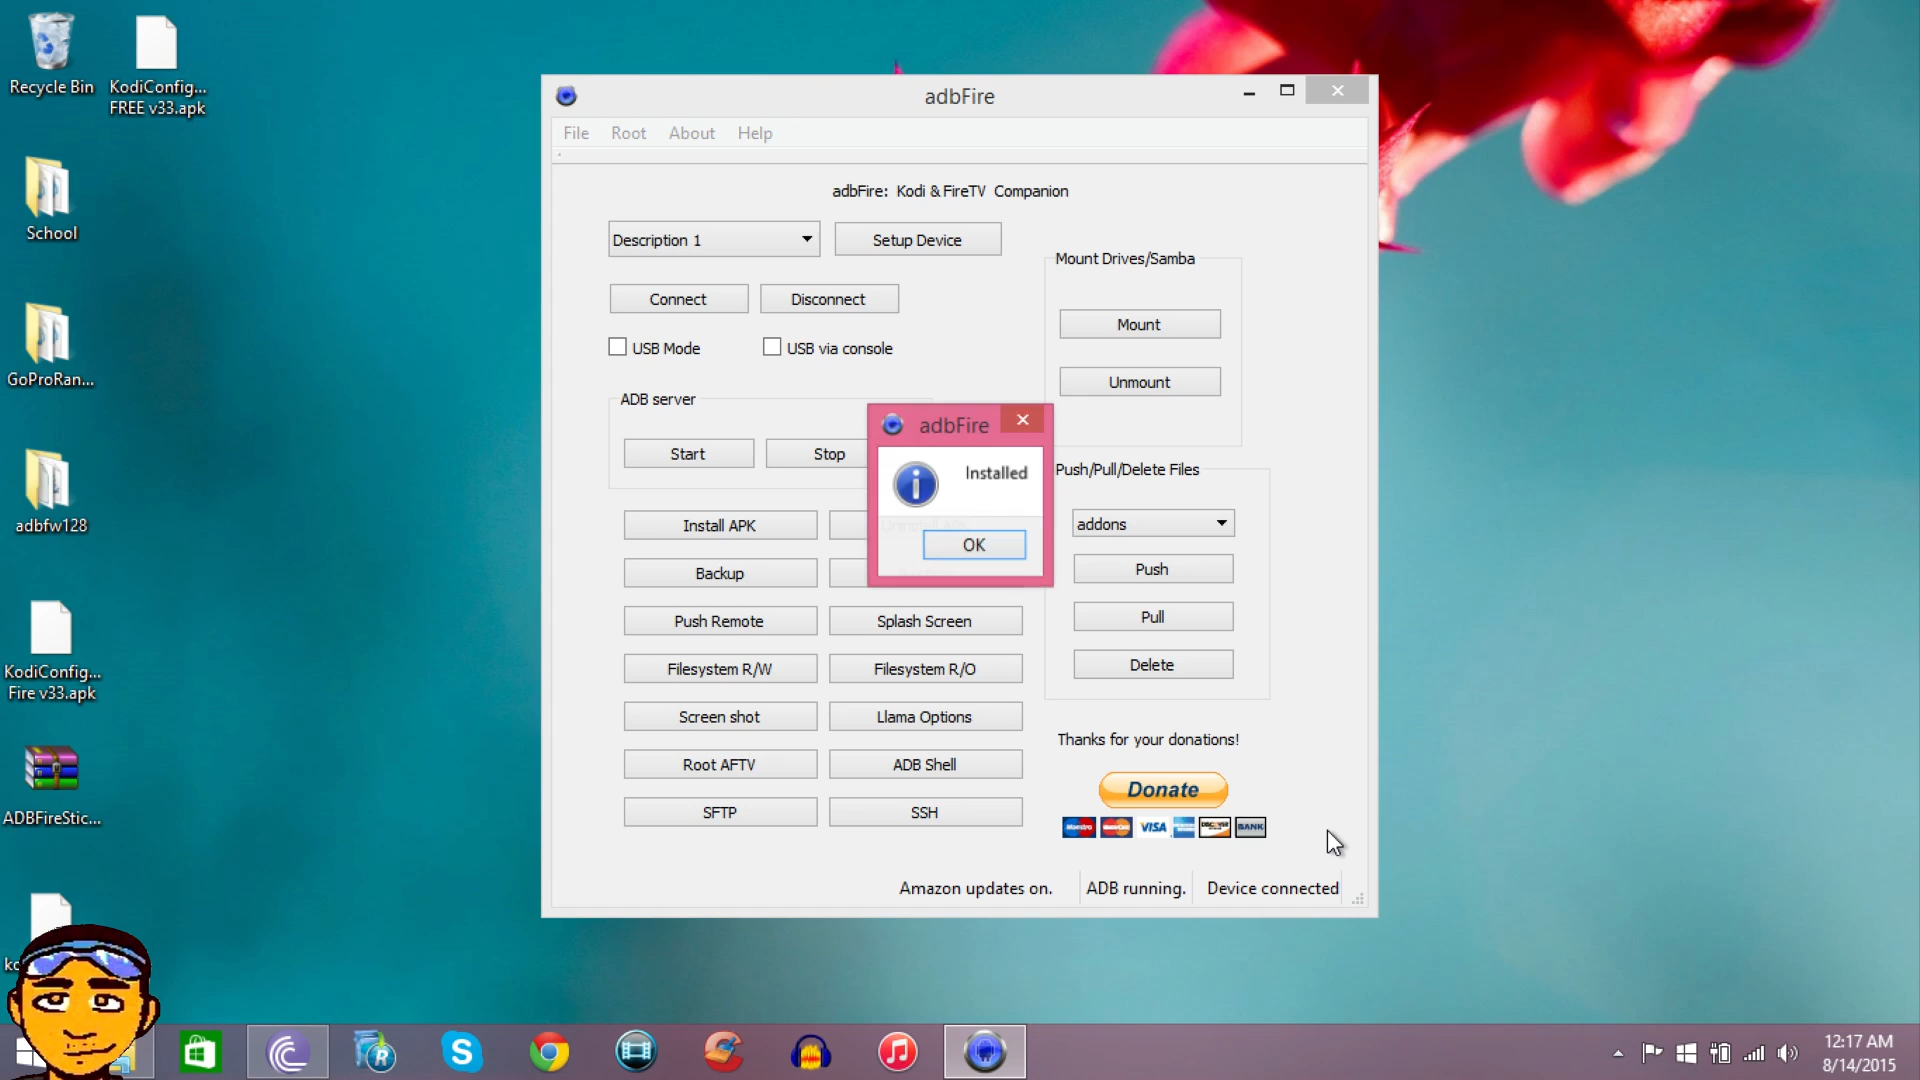 Recycle Bin
KodiConfig...
FREE v33.apk
School
GoProRan...
adbfw128
KodiConfig...
Fire v33.apk
ADBFireStic...
adbFire
File Root About Help
adbFire: Kodi & FireTV Companion
Description 1
Setup Device
Connect
Disconnect
USB Mode
USB via console
ADB server
Start
Stop
Install APK
Backup
Push Remote
Splash Screen
Filesystem R/W
Filesystem R/O
Screen shot
Llama Options
Root AFTV
ADB Shell
SFTP
SSH
Mount Drives/Samba
Mount
Unmount
Push/Pull/Delete Files
addons
Push
Pull
Delete
Thanks for your donations!
Donate
Maestro
VISA
DISCOVER
BANK
Amazon updates on.
ADB running.
Device connected
adbFire
Installed
OK
12:17 AM
8/14/2015